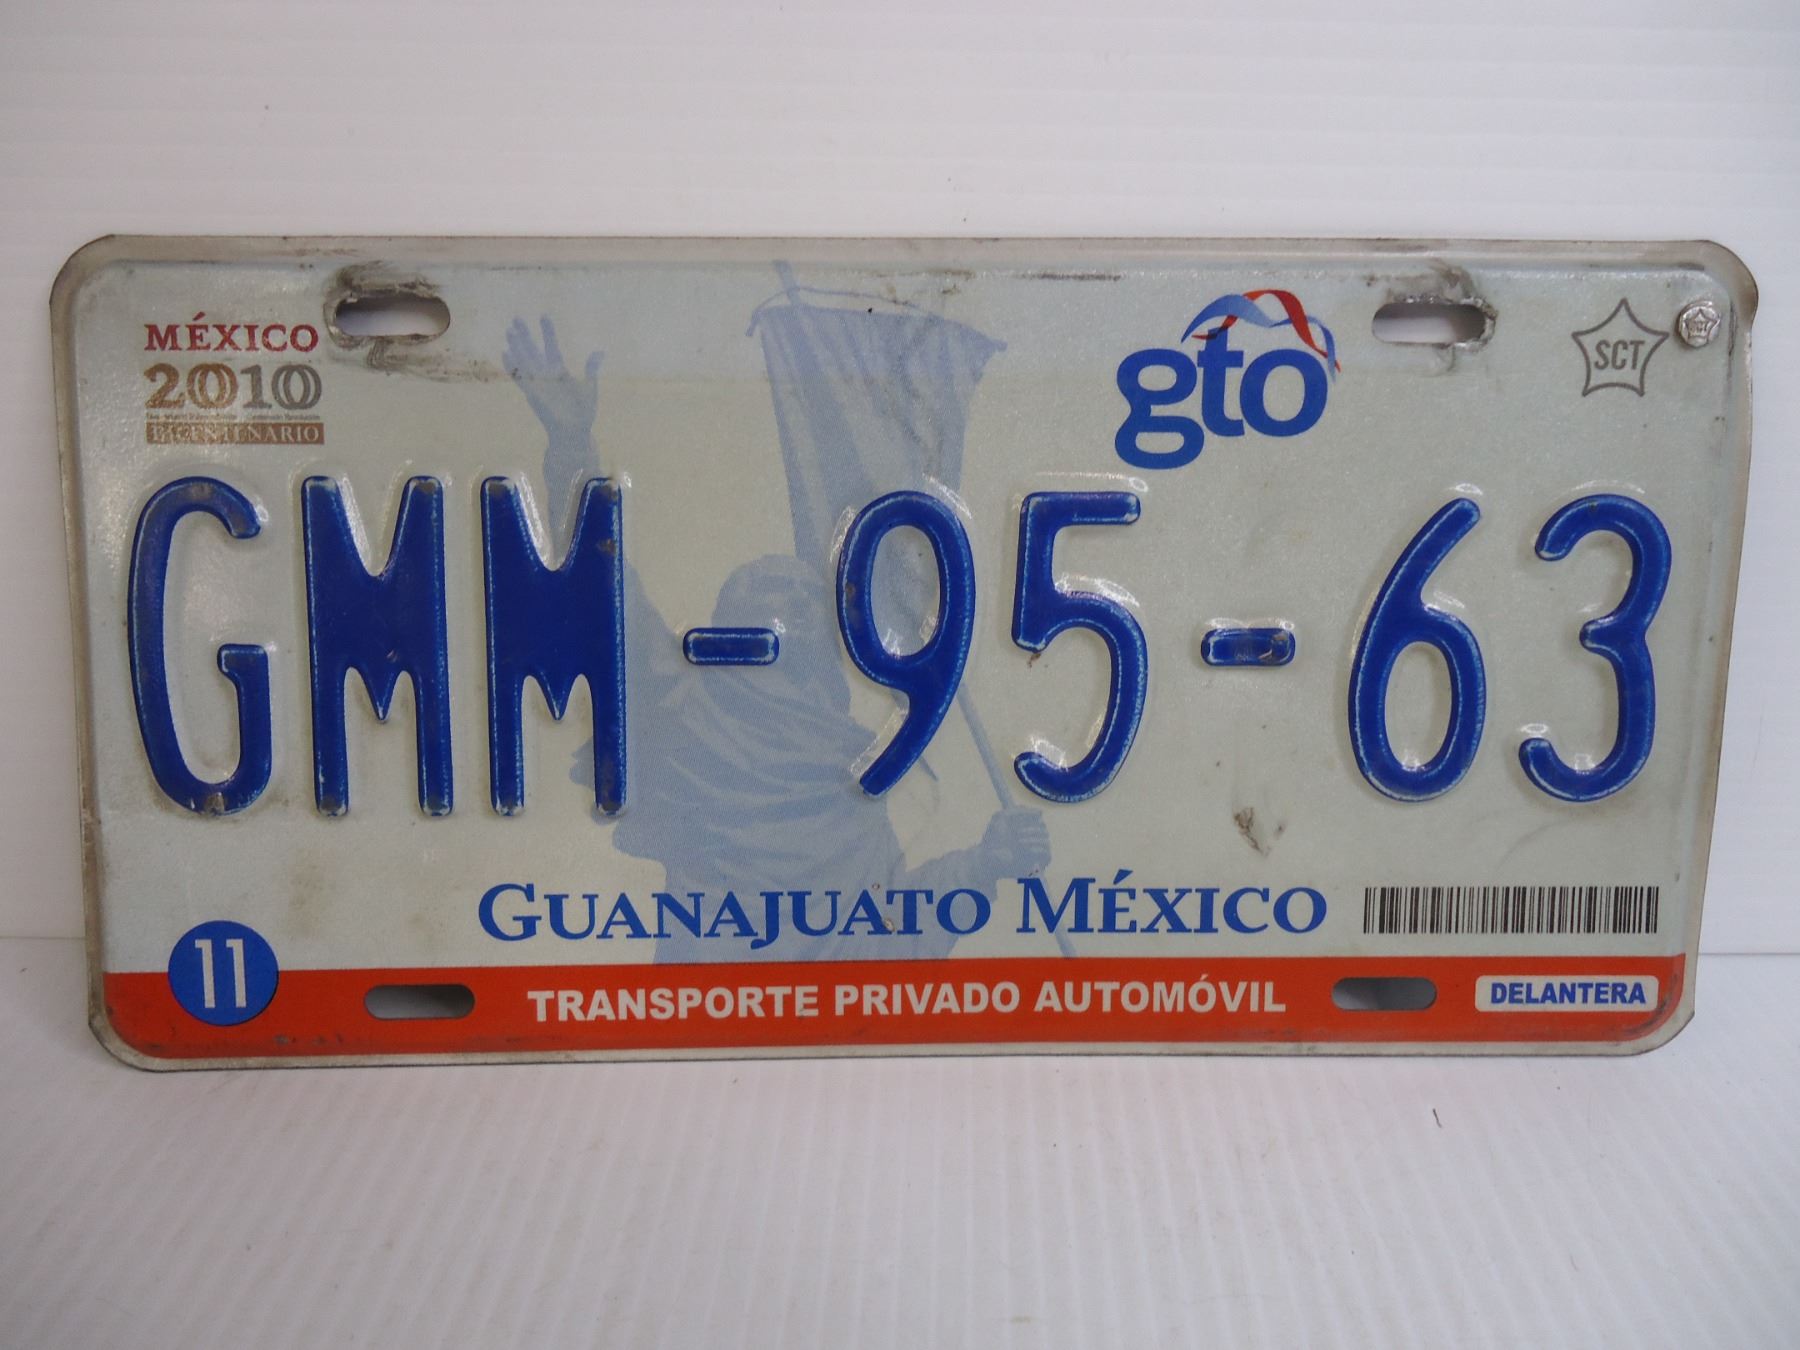 MÉXICO
2010
BICENTENARIO
gto
SCT
GMM-95-63
GUANAJUATO MÉXICO
11
TRANSPORTE PRIVADO AUTOMÓVIL
DELANTERA